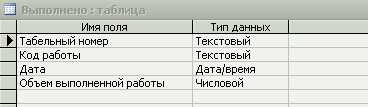 Выполнено : таблица
Имя поля Тип данных
Табельный номер Текстовый
Код работы Текстовый
Дата Дата/время
Объем выполненной работы Числовой